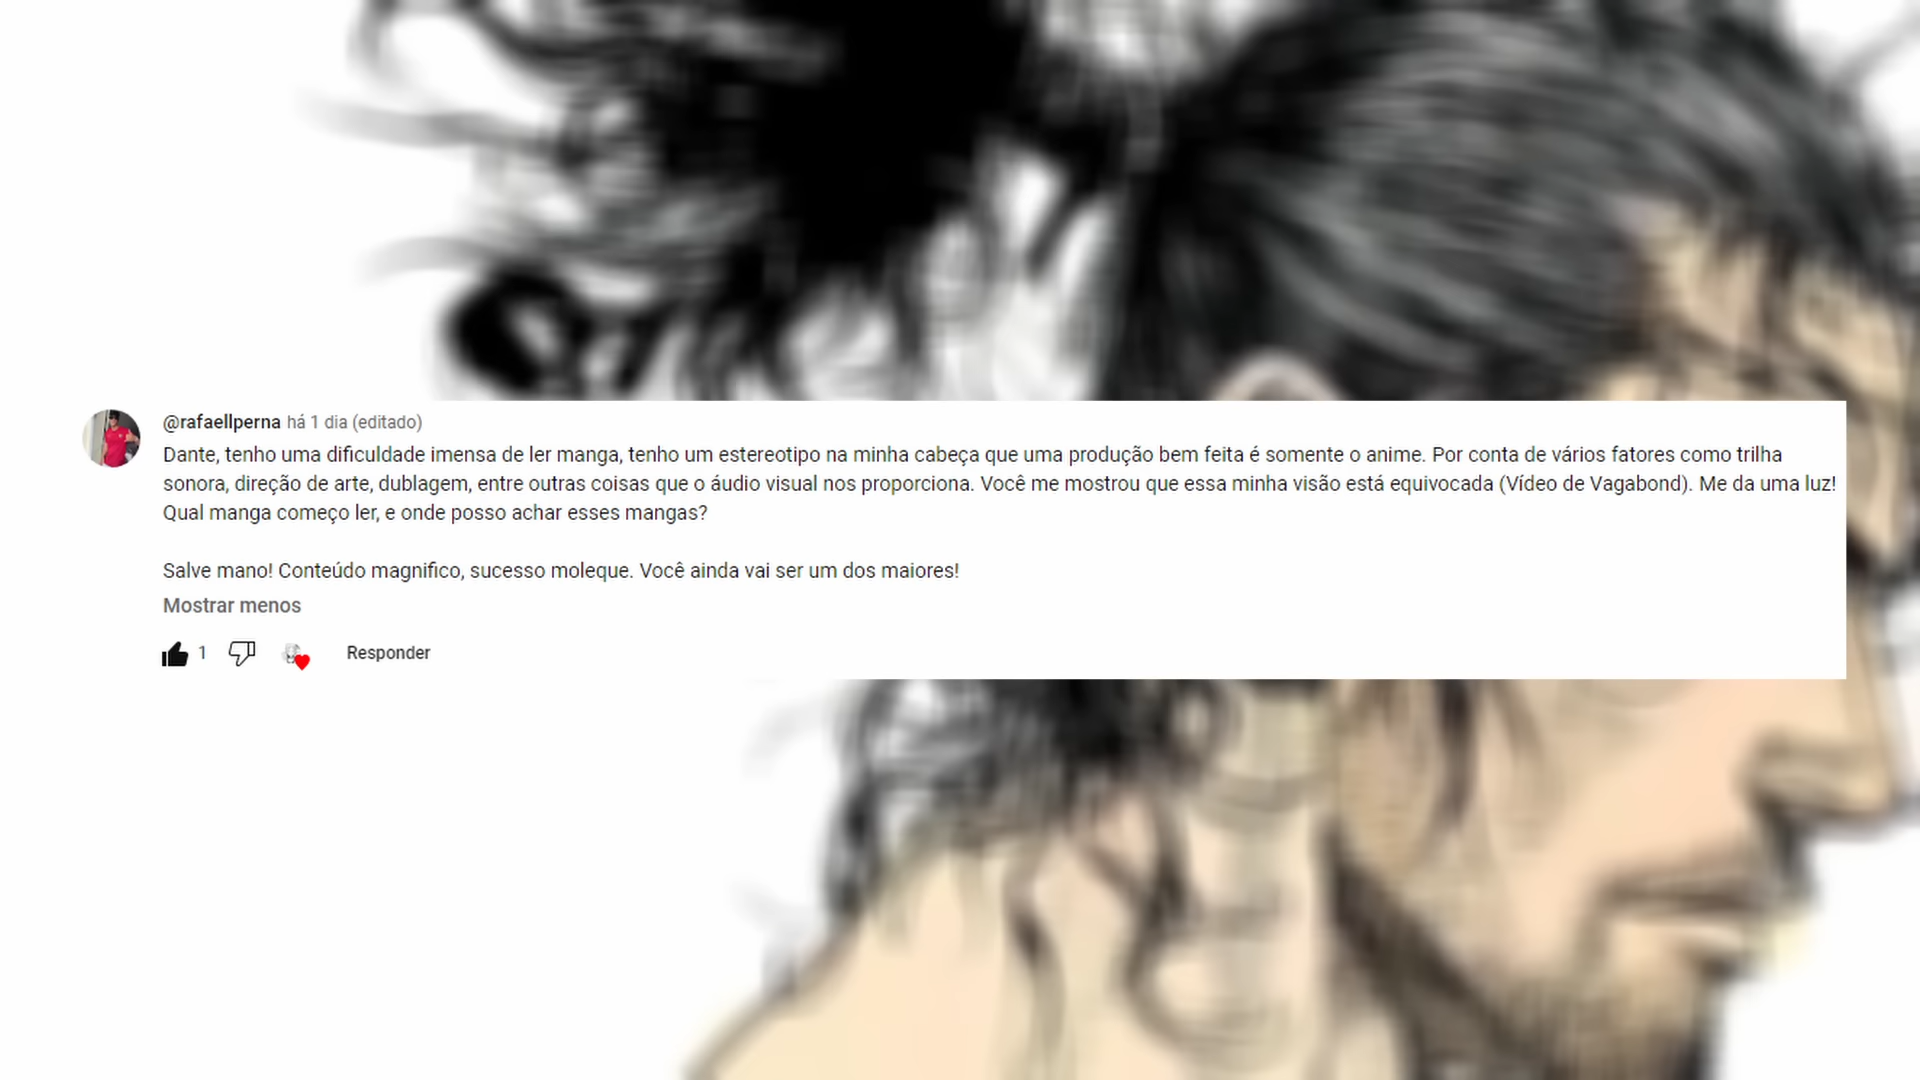 @rafaellperna há 1 dia (editado)
Dante, tenho uma dificuldade imensa de ler manga, tenho um estereotipo na minha cabeça que uma produção bem feita é somente o anime. Por conta de vários fatores como trilha
sonora, direção de arte, dublagem, entre outras coisas que o áudio visual nos proporciona. Você me mostrou que essa minha visão está equivocada (Vídeo de Vagabond). Me da uma luz!
Qual manga começo ler, e onde posso achar esses mangas?
Salve mano! Conteúdo magnifico, sucesso moleque. Você ainda vai ser um dos maiores!
Mostrar menos
1 Responder